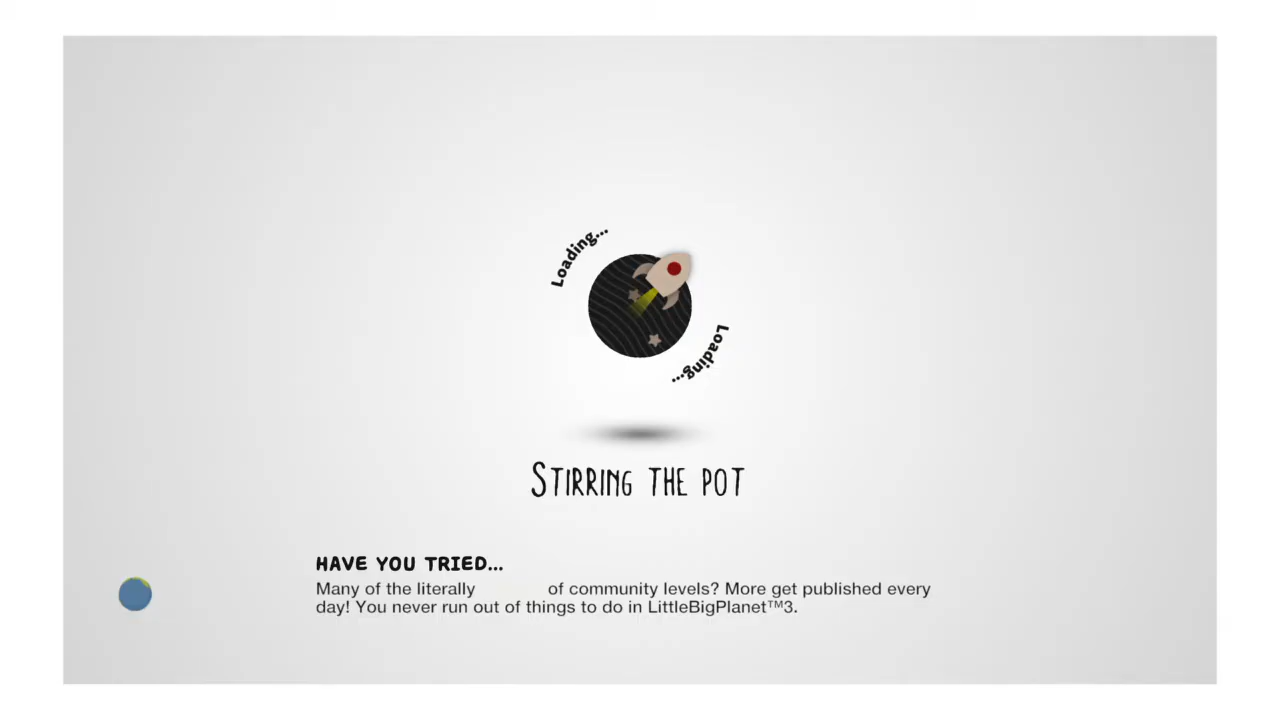 Loading...
Loading...
STIRRING THE POT
HAVE YOU TRIED...
Many of the literally of community levels? More get published every
day! You never run out of things to do in LittleBigPlanet™3.